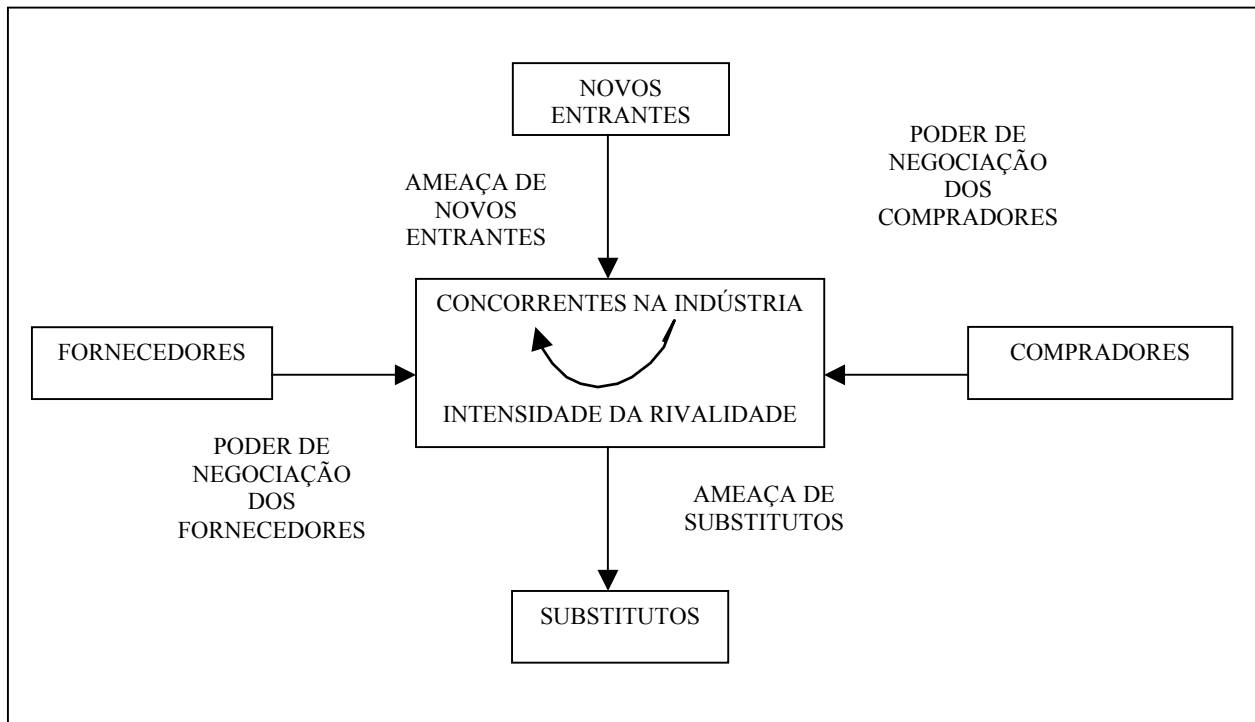 NOVOS
ENTRANTES
PODER DE
NEGOCIAÇÃO
DOS
COMPRADORES
AMEAÇA DE
NOVOS
ENTRANTES
CONCORRENTES NA INDÚSTRIA
FORNECEDORES
COMPRADORES
INTENSIDADE DA RIVALIDADE
PODER DE
NEGOCIAÇÃO
DOS
FORNECEDORES
AMEAÇA DE
SUBSTITUTOS
SUBSTITUTOS